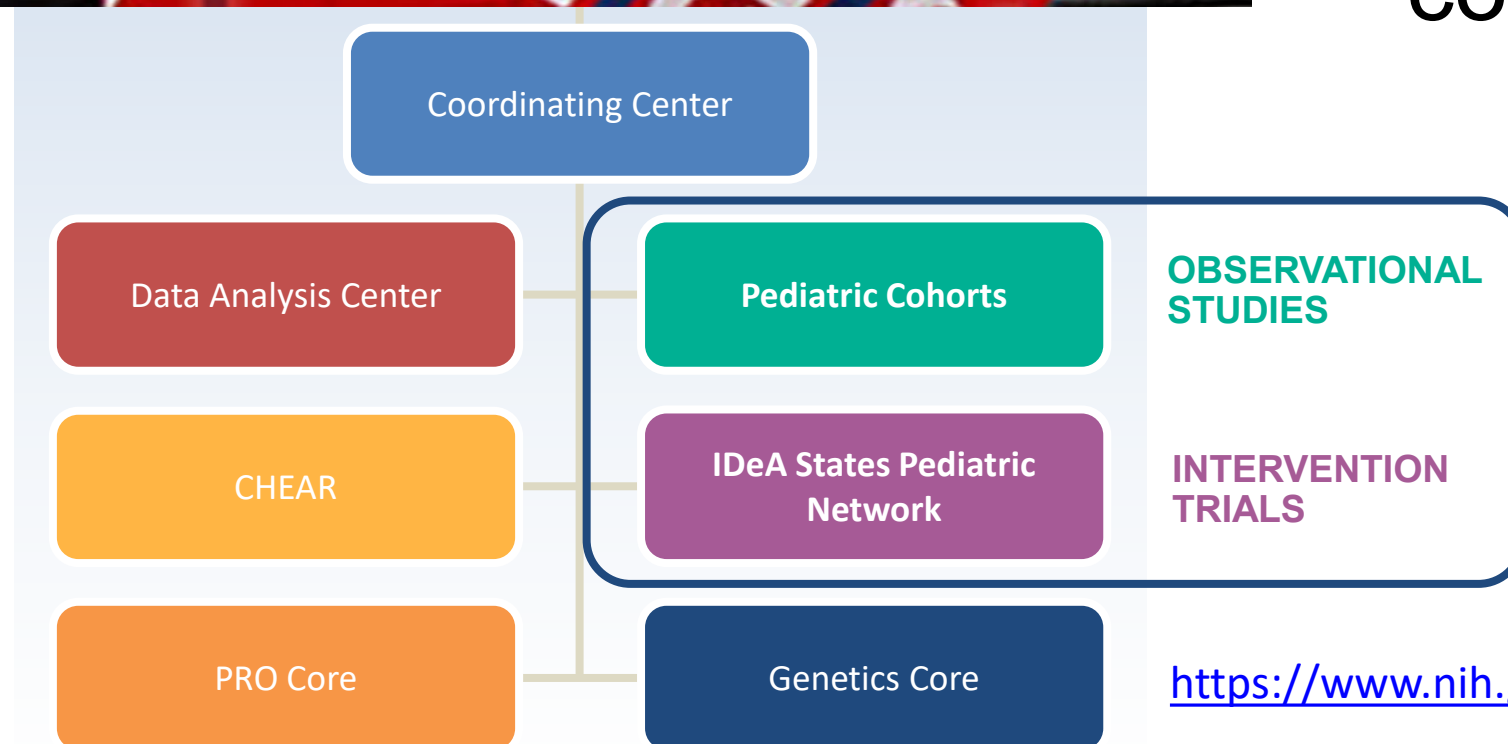 Coordinating Center
Data Analysis Center
Pediatric Cohorts
OBSERVATIONAL
STUDIES
CHEAR
IDeA States Pediatric
Network
INTERVENTION
TRIALS
PRO Core
Genetics Core
https://www.nih.